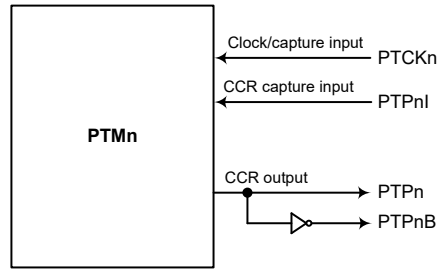 Clock/capture input
PTCKn
CCR capture input
PTPnI
PTMn
CCR output
PTPn
PTPnB